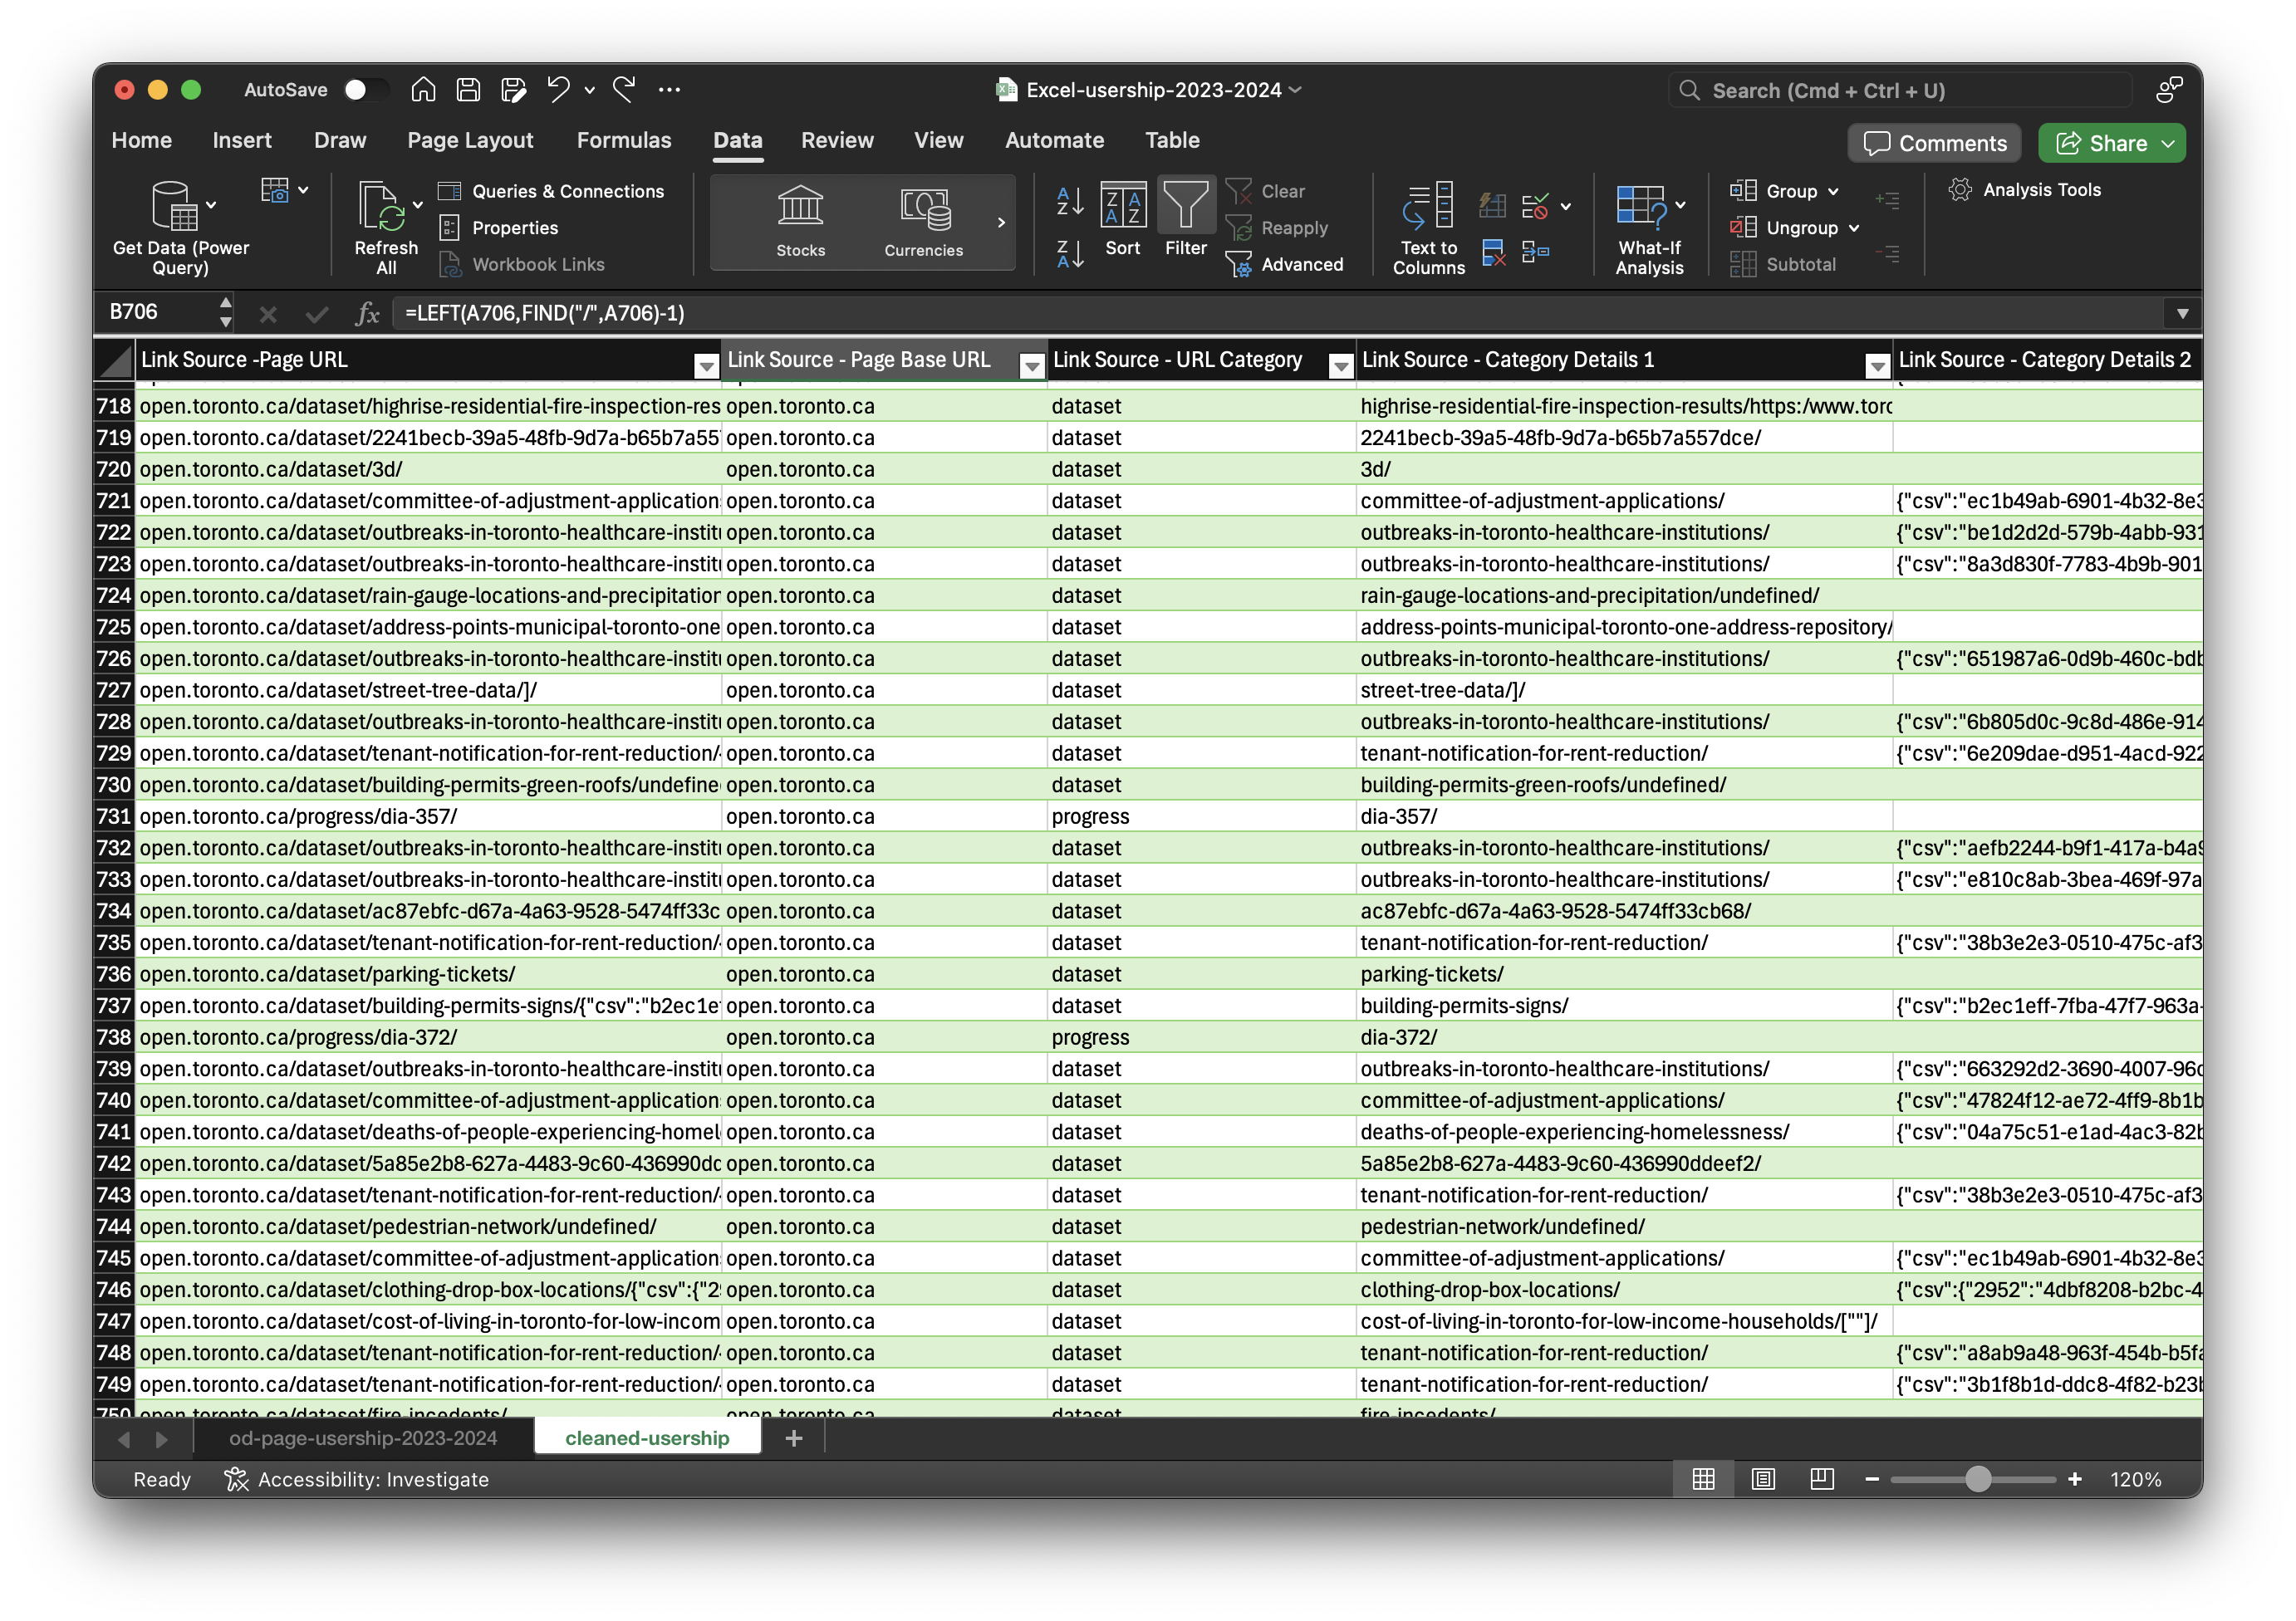 AutoSave
Excel-usership-2023-2024
Search (Cmd + Ctrl + U)
Home Insert Draw Page Layout Formulas Data Review View Automate Table
Comments Share
Get Data (Power Query)
Refresh All
Queries & Connections
Properties
Workbook Links
Stocks Currencies
Sort Filter
Clear
Reapply
Advanced
Text to Columns
What-If Analysis
Group
Ungroup
Subtotal
Analysis Tools
B706 fx =LEFT(A706,FIND("/",A706)-1)
Link Source -Page URL Link Source - Page Base URL Link Source - URL Category Link Source - Category Details 1 Link Source - Category Details 2
718 open.toronto.ca/dataset/highrise-residential-fire-inspection-res open.toronto.ca dataset highrise-residential-fire-inspection-results/https:/www.torc
719 open.toronto.ca/dataset/2241becb-39a5-48fb-9d7a-b65b7a55 open.toronto.ca dataset 2241becb-39a5-48fb-9d7a-b65b7a557dce/
720 open.toronto.ca/dataset/3d/ open.toronto.ca dataset 3d/
721 open.toronto.ca/dataset/committee-of-adjustment-application open.toronto.ca dataset committee-of-adjustment-applications/ {"csv":"ec1b49ab-6901-4b32-8e3
722 open.toronto.ca/dataset/outbreaks-in-toronto-healthcare-instit open.toronto.ca dataset outbreaks-in-toronto-healthcare-institutions/ {"csv":"be1d2d2d-579b-4abb-931
723 open.toronto.ca/dataset/outbreaks-in-toronto-healthcare-instit open.toronto.ca dataset outbreaks-in-toronto-healthcare-institutions/ {"csv":"8a3d830f-7783-4b9b-901
724 open.toronto.ca/dataset/rain-gauge-locations-and-precipitation open.toronto.ca dataset rain-gauge-locations-and-precipitation/undefined/
725 open.toronto.ca/dataset/address-points-municipal-toronto-one open.toronto.ca dataset address-points-municipal-toronto-one-address-repository/
726 open.toronto.ca/dataset/outbreaks-in-toronto-healthcare-instit open.toronto.ca dataset outbreaks-in-toronto-healthcare-institutions/ {"csv":"651987a6-0d9b-460c-bdb
727 open.toronto.ca/dataset/street-tree-data/]/ open.toronto.ca dataset street-tree-data/]/
728 open.toronto.ca/dataset/outbreaks-in-toronto-healthcare-instit open.toronto.ca dataset outbreaks-in-toronto-healthcare-institutions/ {"csv":"6b805d0c-9c8d-486e-914
729 open.toronto.ca/dataset/tenant-notification-for-rent-reduction/ open.toronto.ca dataset tenant-notification-for-rent-reduction/ {"csv":"6e209dae-d951-4acd-922
730 open.toronto.ca/dataset/building-permits-green-roofs/undefine open.toronto.ca dataset building-permits-green-roofs/undefined/
731 open.toronto.ca/progress/dia-357/ open.toronto.ca progress dia-357/
732 open.toronto.ca/dataset/outbreaks-in-toronto-healthcare-instit open.toronto.ca dataset outbreaks-in-toronto-healthcare-institutions/ {"csv":"aefb2244-b9f1-417a-b4a9
733 open.toronto.ca/dataset/outbreaks-in-toronto-healthcare-instit open.toronto.ca dataset outbreaks-in-toronto-healthcare-institutions/ {"csv":"e810c8ab-3bea-469f-97a
734 open.toronto.ca/dataset/ac87ebfc-d67a-4a63-9528-5474ff33c open.toronto.ca dataset ac87ebfc-d67a-4a63-9528-5474ff33cb68/
735 open.toronto.ca/dataset/tenant-notification-for-rent-reduction/ open.toronto.ca dataset tenant-notification-for-rent-reduction/ {"csv":"38b3e2e3-0510-475c-af3
736 open.toronto.ca/dataset/parking-tickets/ open.toronto.ca dataset parking-tickets/
737 open.toronto.ca/dataset/building-permits-signs/{"csv":"b2ec1e open.toronto.ca dataset building-permits-signs/ {"csv":"b2ec1eff-7fba-47f7-963a-
738 open.toronto.ca/progress/dia-372/ open.toronto.ca progress dia-372/
739 open.toronto.ca/dataset/outbreaks-in-toronto-healthcare-instit open.toronto.ca dataset outbreaks-in-toronto-healthcare-institutions/ {"csv":"663292d2-3690-4007-96c
740 open.toronto.ca/dataset/committee-of-adjustment-application open.toronto.ca dataset committee-of-adjustment-applications/ {"csv":"47824f12-ae72-4ff9-8b1b
741 open.toronto.ca/dataset/deaths-of-people-experiencing-homel open.toronto.ca dataset deaths-of-people-experiencing-homelessness/ {"csv":"04a75c51-e1ad-4ac3-82b
742 open.toronto.ca/dataset/5a85e2b8-627a-4483-9c60-436990dd open.toronto.ca dataset 5a85e2b8-627a-4483-9c60-436990ddeef2/
743 open.toronto.ca/dataset/tenant-notification-for-rent-reduction/ open.toronto.ca dataset tenant-notification-for-rent-reduction/ {"csv":"38b3e2e3-0510-475c-af3
744 open.toronto.ca/dataset/pedestrian-network/undefined/ open.toronto.ca dataset pedestrian-network/undefined/
745 open.toronto.ca/dataset/committee-of-adjustment-application open.toronto.ca dataset committee-of-adjustment-applications/ {"csv":"ec1b49ab-6901-4b32-8e3
746 open.toronto.ca/dataset/clothing-drop-box-locations/{"csv":{"2 open.toronto.ca dataset clothing-drop-box-locations/ {"csv":{"2952":"4dbf8208-b2bc-4
747 open.toronto.ca/dataset/cost-of-living-in-toronto-for-low-incom open.toronto.ca dataset cost-of-living-in-toronto-for-low-income-households/[""]/
748 open.toronto.ca/dataset/tenant-notification-for-rent-reduction/ open.toronto.ca dataset tenant-notification-for-rent-reduction/ {"csv":"a8ab9a48-963f-454b-b5fa
749 open.toronto.ca/dataset/tenant-notification-for-rent-reduction/ open.toronto.ca dataset tenant-notification-for-rent-reduction/ {"csv":"3b1f8b1d-ddc8-4f82-b23b
750 open.toronto.ca/dataset/fire-incedents/ open.toronto.ca dataset fire-incedents/
od-page-usership-2023-2024 cleaned-usership
Ready Accessibility: Investigate 120%